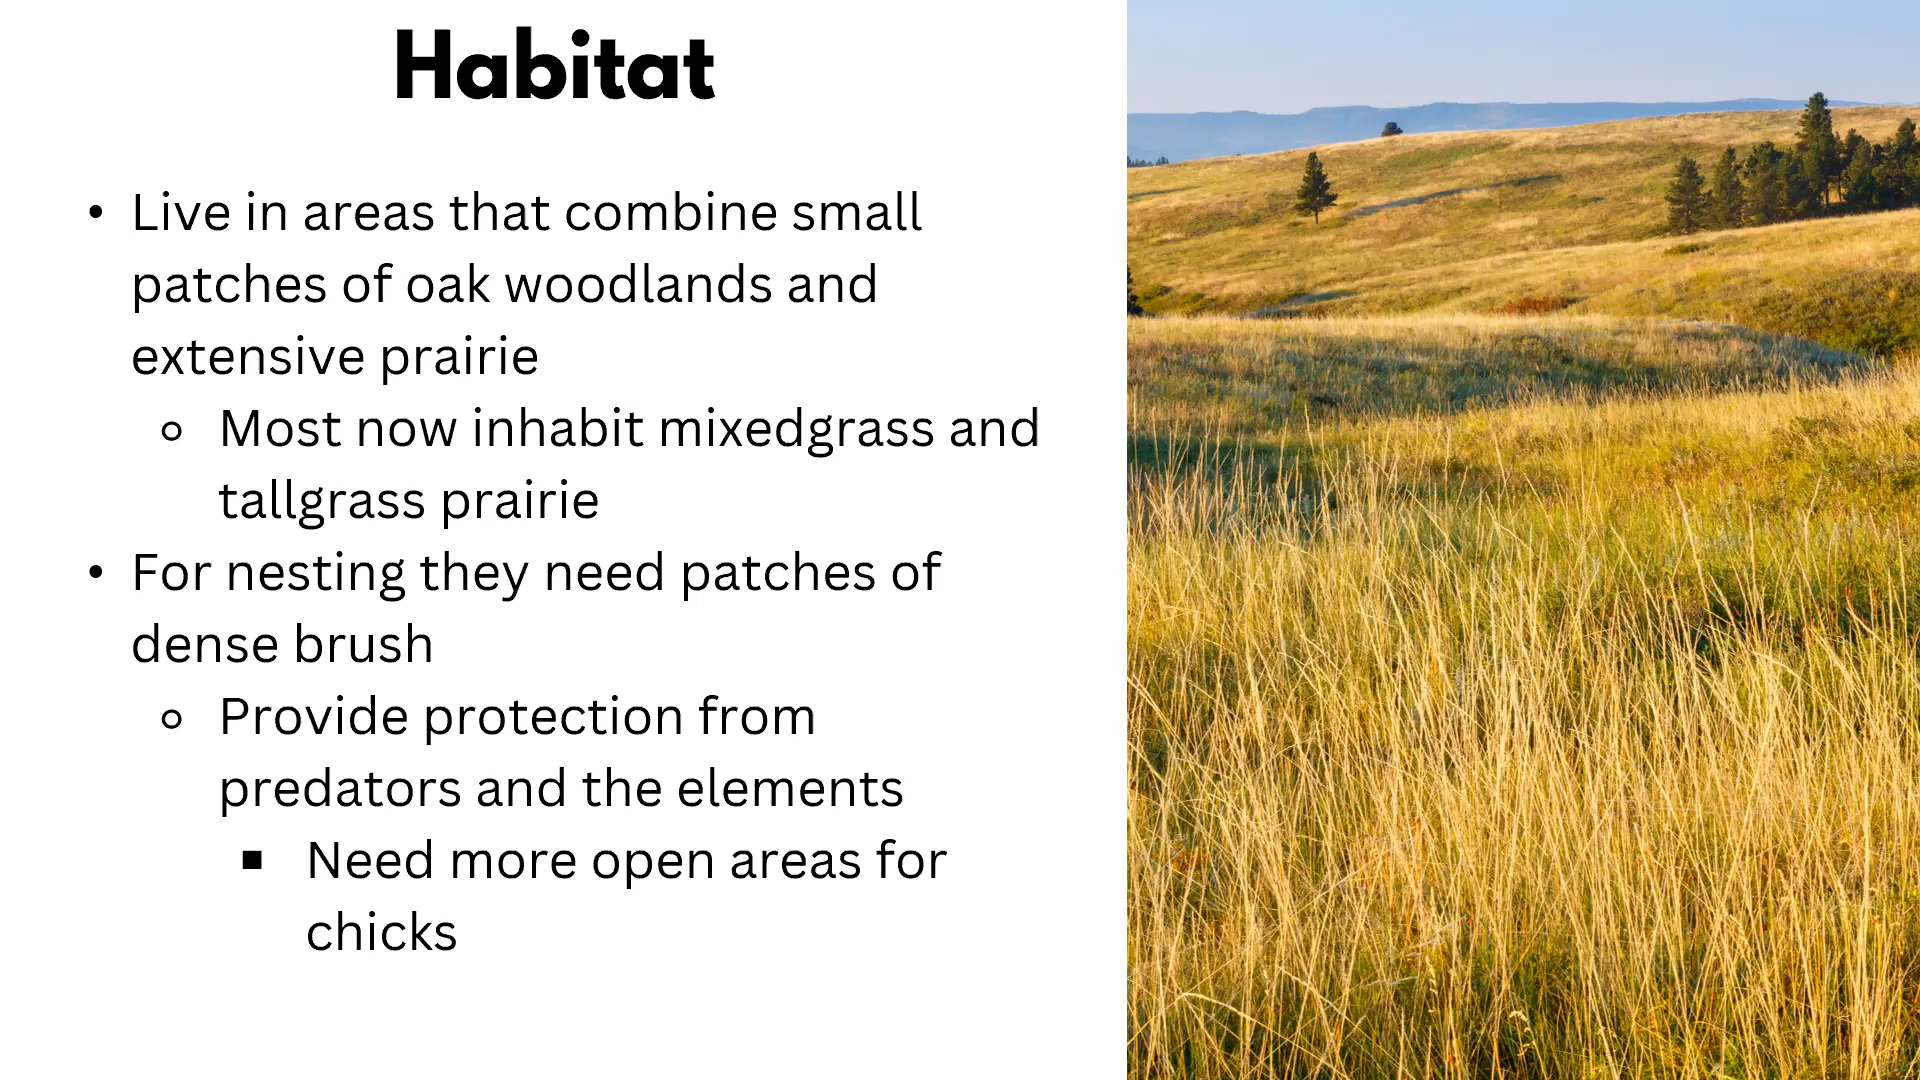 Habitat
• Live in areas that combine small
patches of oak woodlands and
extensive prairie
◦ Most now inhabit mixedgrass and
tallgrass prairie
• For nesting they need patches of
dense brush
◦ Provide protection from
predators and the elements
▪ Need more open areas for
chicks